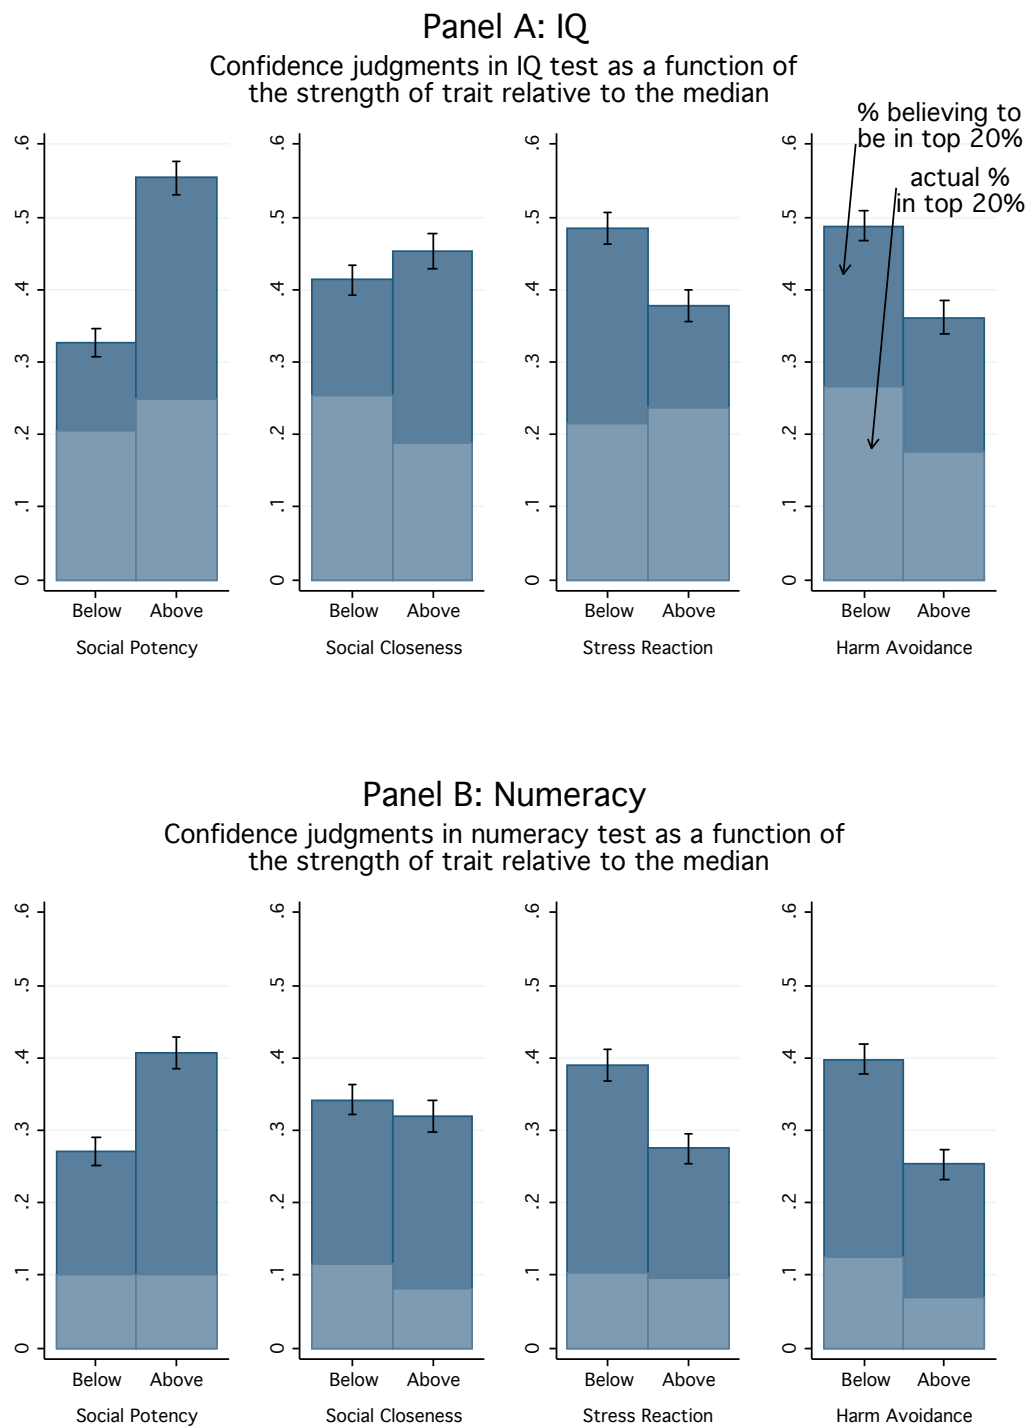 Panel A: IQ
Confidence judgments in IQ test as a function of
the strength of trait relative to the median
% believing to
be in top 20%
actual %
in top 20%
.6
.5
.4
.3
.2
.1
0
Below Above
Social Potency
.6
.5
.4
.3
.2
.1
0
Below Above
Social Closeness
.6
.5
.4
.3
.2
.1
0
Below Above
Stress Reaction
.6
.5
.4
.3
.2
.1
0
Below Above
Harm Avoidance
Panel B: Numeracy
Confidence judgments in numeracy test as a function of
the strength of trait relative to the median
.6
.5
.4
.3
.2
.1
0
Below Above
Social Potency
.6
.5
.4
.3
.2
.1
0
Below Above
Social Closeness
.6
.5
.4
.3
.2
.1
0
Below Above
Stress Reaction
.6
.5
.4
.3
.2
.1
0
Below Above
Harm Avoidance